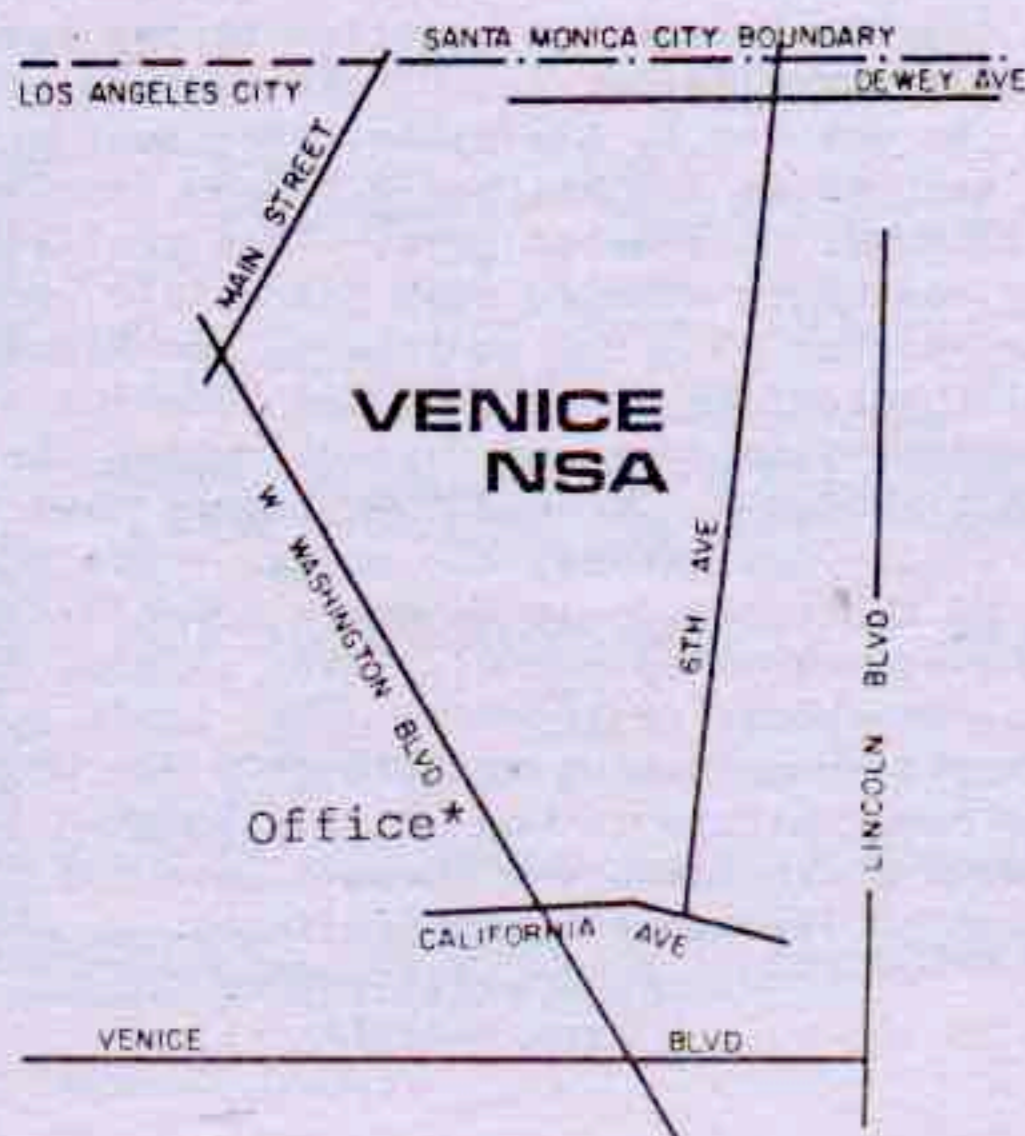 SANTA MONICA CITY BOUNDARY
LOS ANGELES CITY
DEWEY AVE
MAIN STREET
VENICE
NSA
W WASHINGTON BLVD
6TH AVE
LINCOLN BLVD
Office*
CALIFORNIA AVE
VENICE BLVD